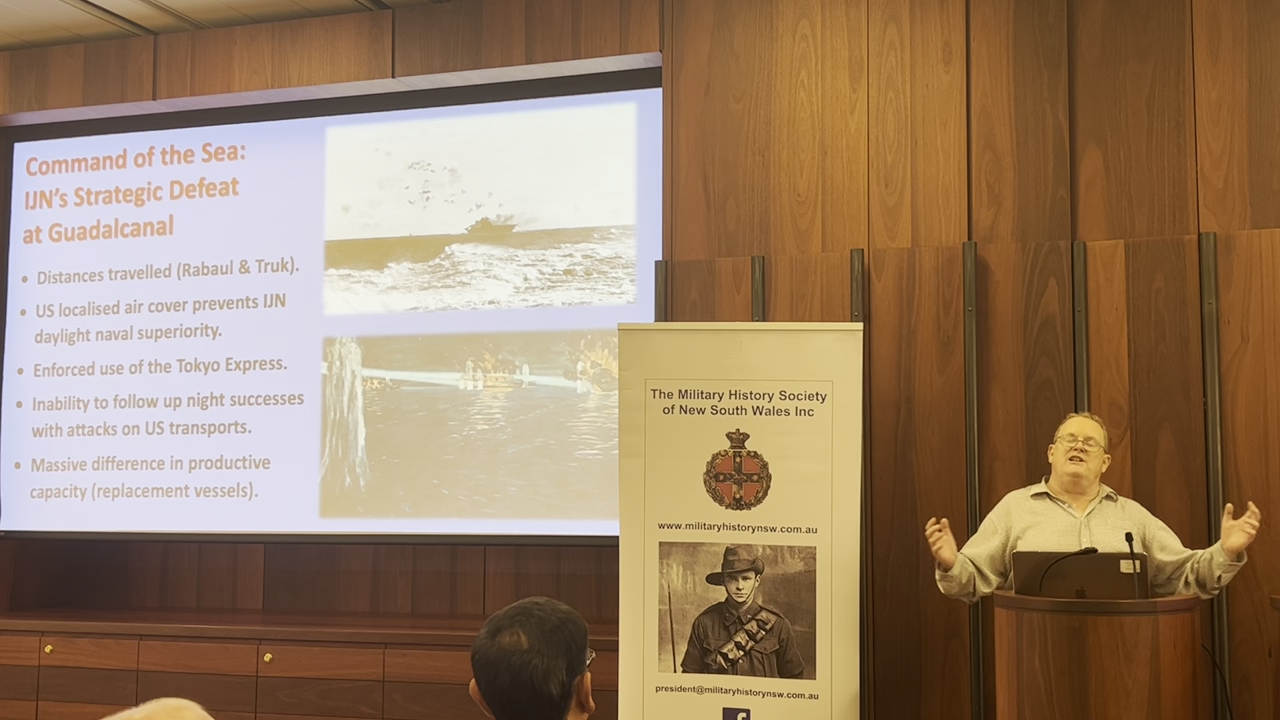 Command of the Sea:
IJN's Strategic Defeat
at Guadalcanal
• Distances travelled (Rabaul & Truk).
• US localised air cover prevents IJN
daylight naval superiority.
• Enforced use of the Tokyo Express.
• Inability to follow up night successes
with attacks on US transports.
• Massive difference in productive
capacity (replacement vessels).
The Military History Society
of New South Wales Inc
www.militaryhistorynsw.com.au
president@militaryhistorynsw.com.au